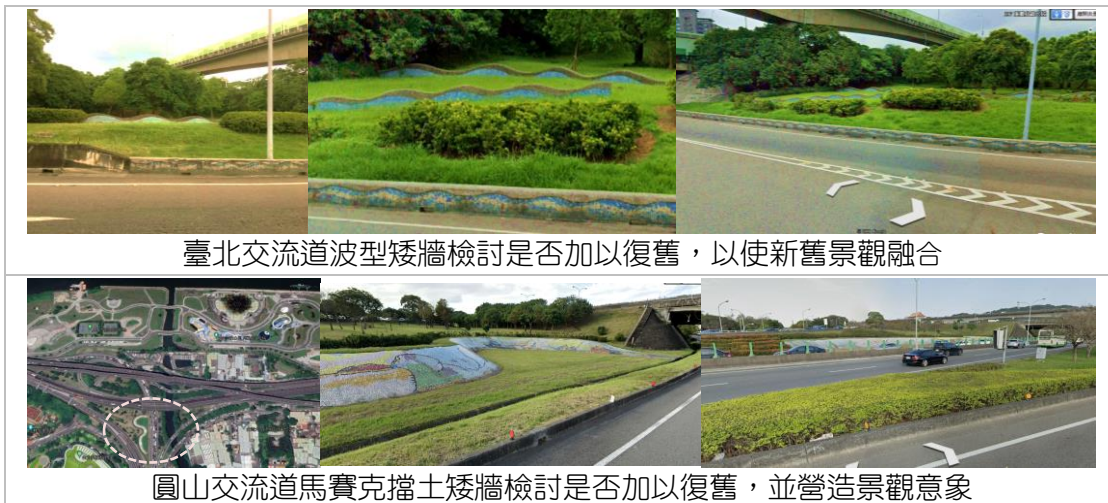 臺北交流道波型矮牆檢討是否加以復舊，以使新舊景觀融合
圓山交流道馬賽克擋土矮牆檢討是否加以復舊，並營造景觀意象